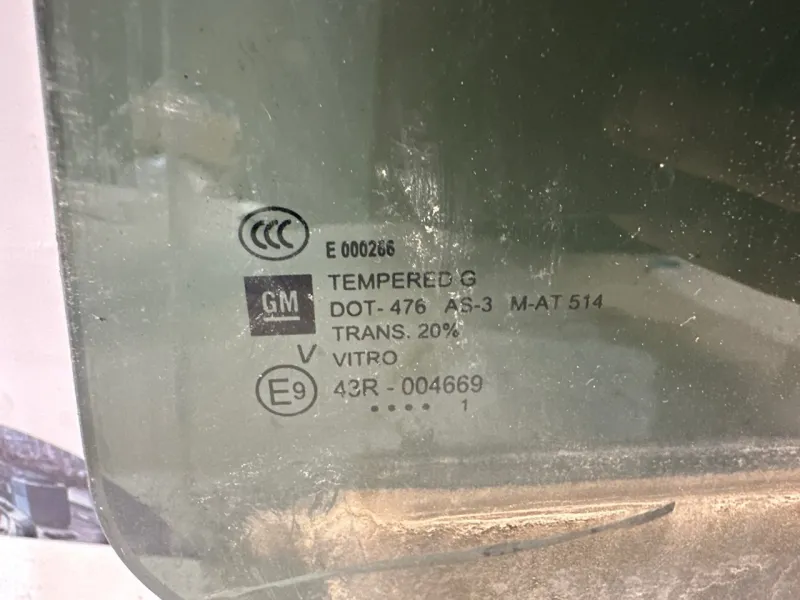 CCC
E 000266
GM
TEMPERED G
DOT- 476 AS-3 M-AT 514
TRANS. 20%
V VITRO
E9 43R - 004669
•••• 1